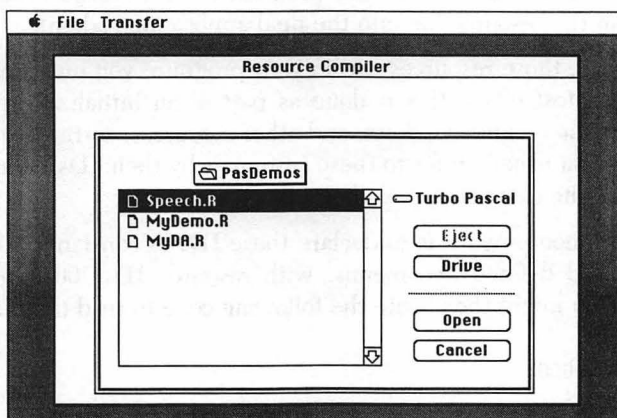 File Transfer
Resource Compiler
PasDemos
Speech.R
MyDemo.R
MyDA.R
Turbo Pascal
Eject
Drive
Open
Cancel